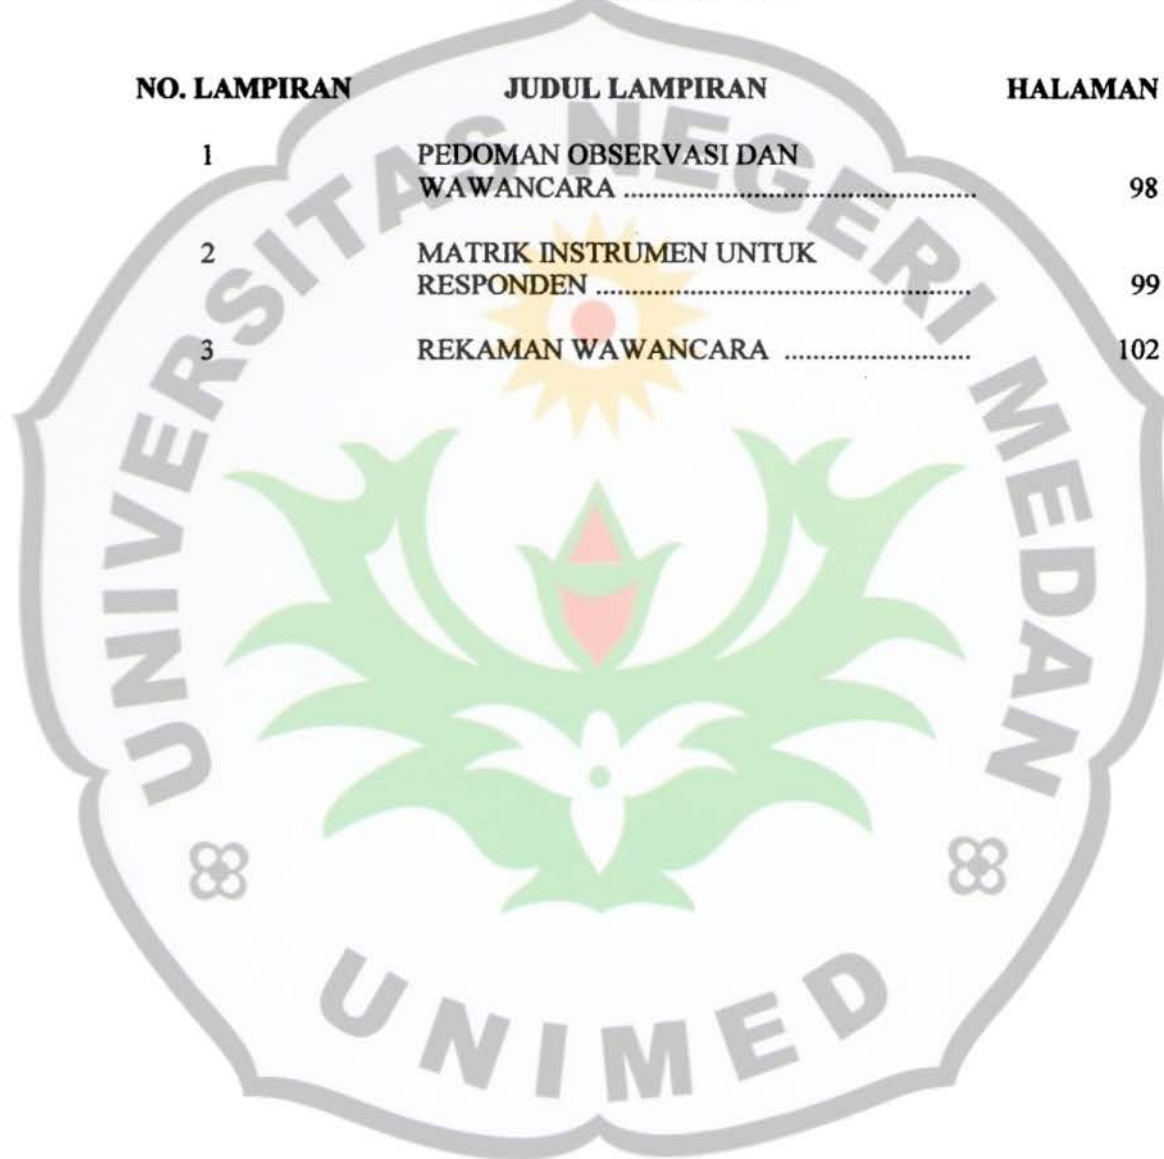 NO. LAMPIRAN JUDUL LAMPIRAN HALAMAN
1 PEDOMAN OBSERVASI DAN
WAWANCARA ................................................ 98
2 MATRIK INSTRUMEN UNTUK
RESPONDEN .................................................... 99
3 REKAMAN WAWANCARA .......................... 102
UNIVERSITAS NEGERI MEDAN
UNIMED